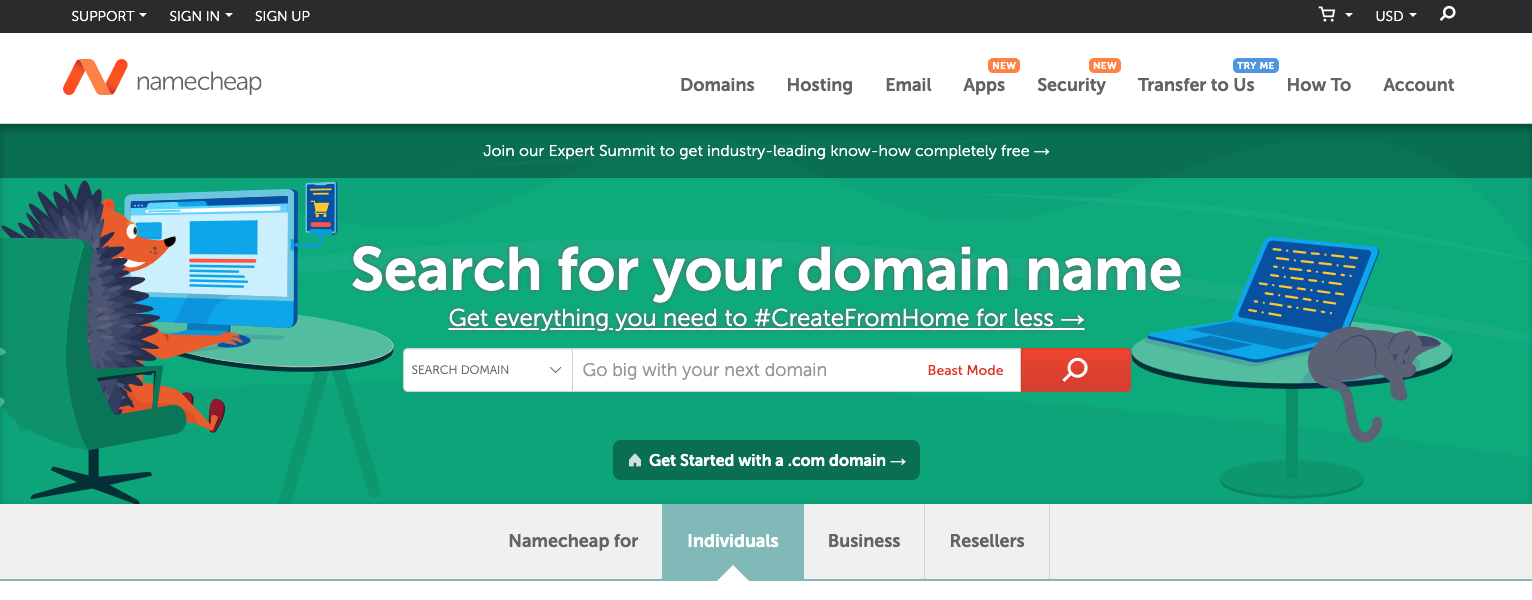 SUPPORT SIGN IN SIGN UP USD
namecheap
NEW NEW TRY ME
Domains Hosting Email Apps Security Transfer to Us How To Account
Join our Expert Summit to get industry-leading know-how completely free →
Search for your domain name
Get everything you need to #CreateFromHome for less →
SEARCH DOMAIN Go big with your next domain Beast Mode
Get Started with a .com domain →
Namecheap for Individuals Business Resellers